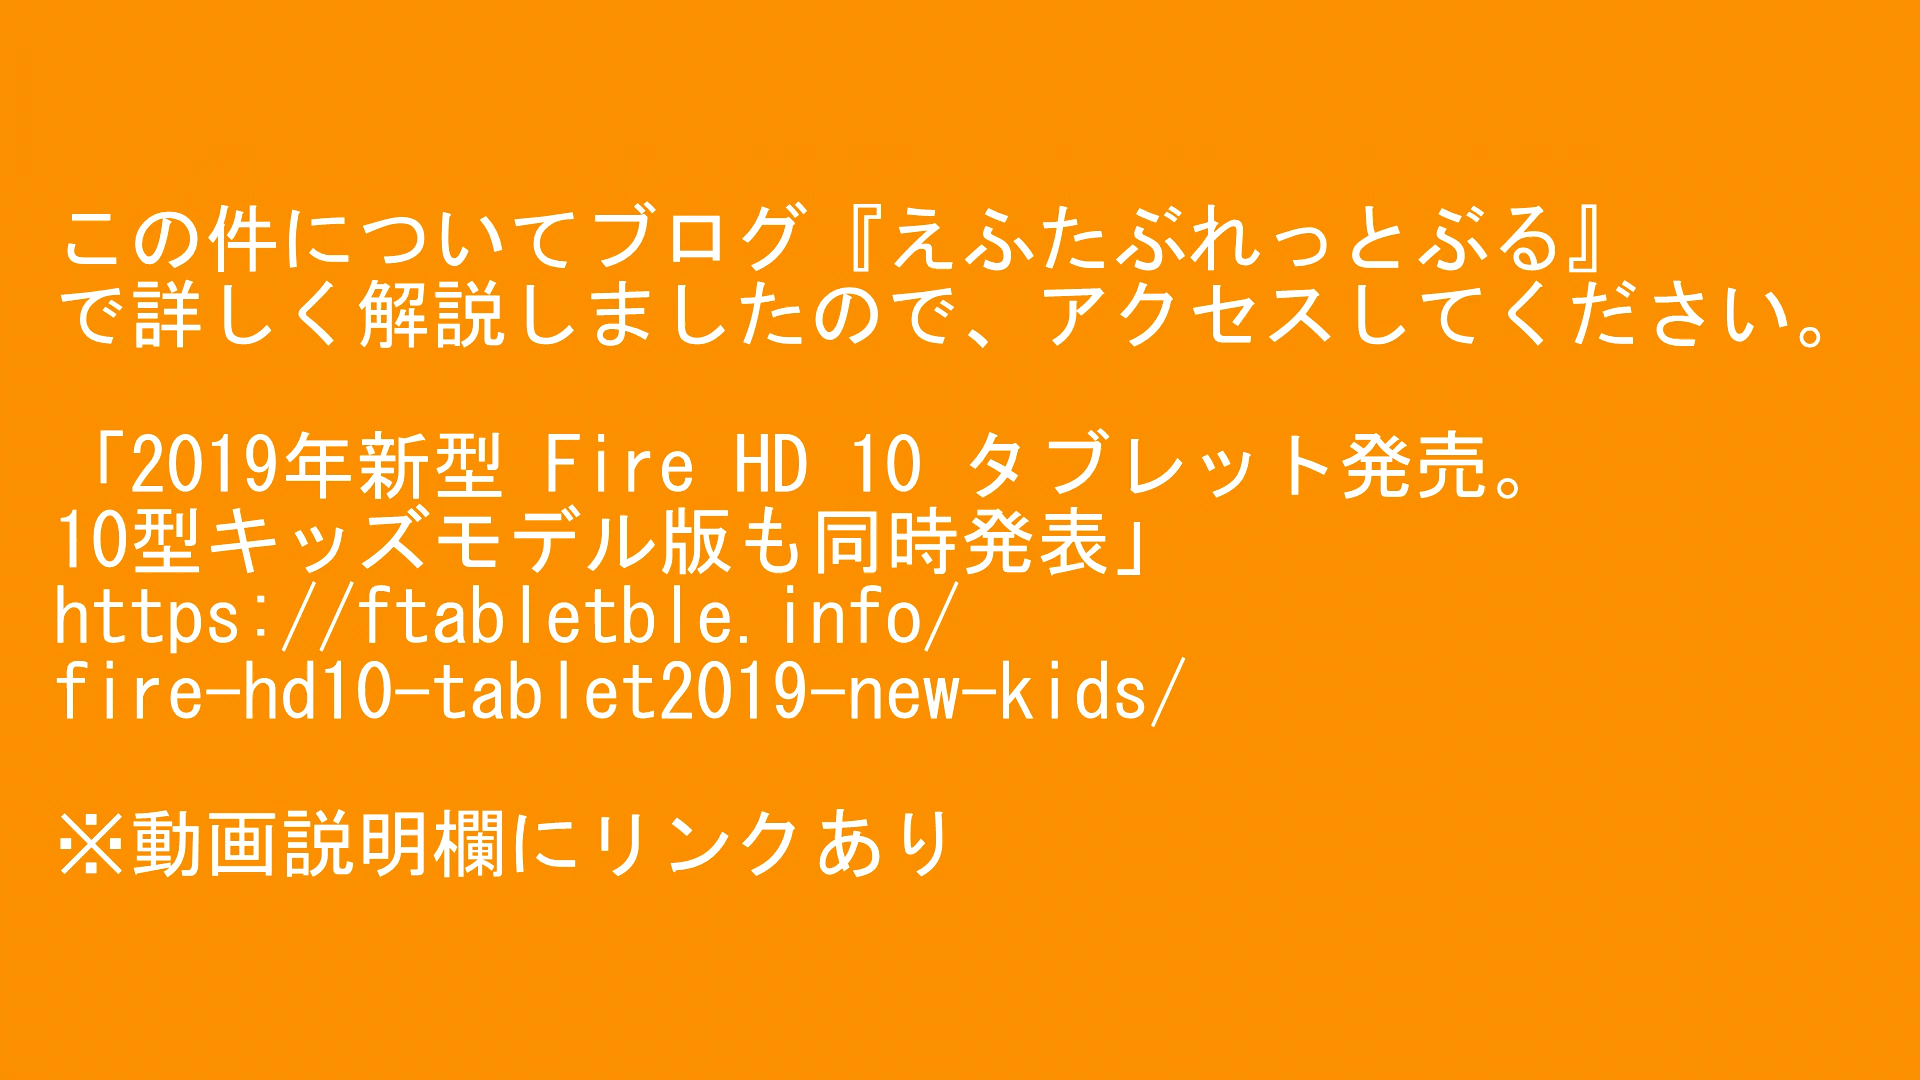 この件についてブログ『えふたぶれっとぶる』
で詳しく解説しましたので、アクセスしてください。
「2019年新型 Fire HD 10 タブレット発売。
10型キッズモデル版も同時発表」
https://ftabletble.info/
fire-hd10-tablet2019-new-kids/
※動画説明欄にリンクあり